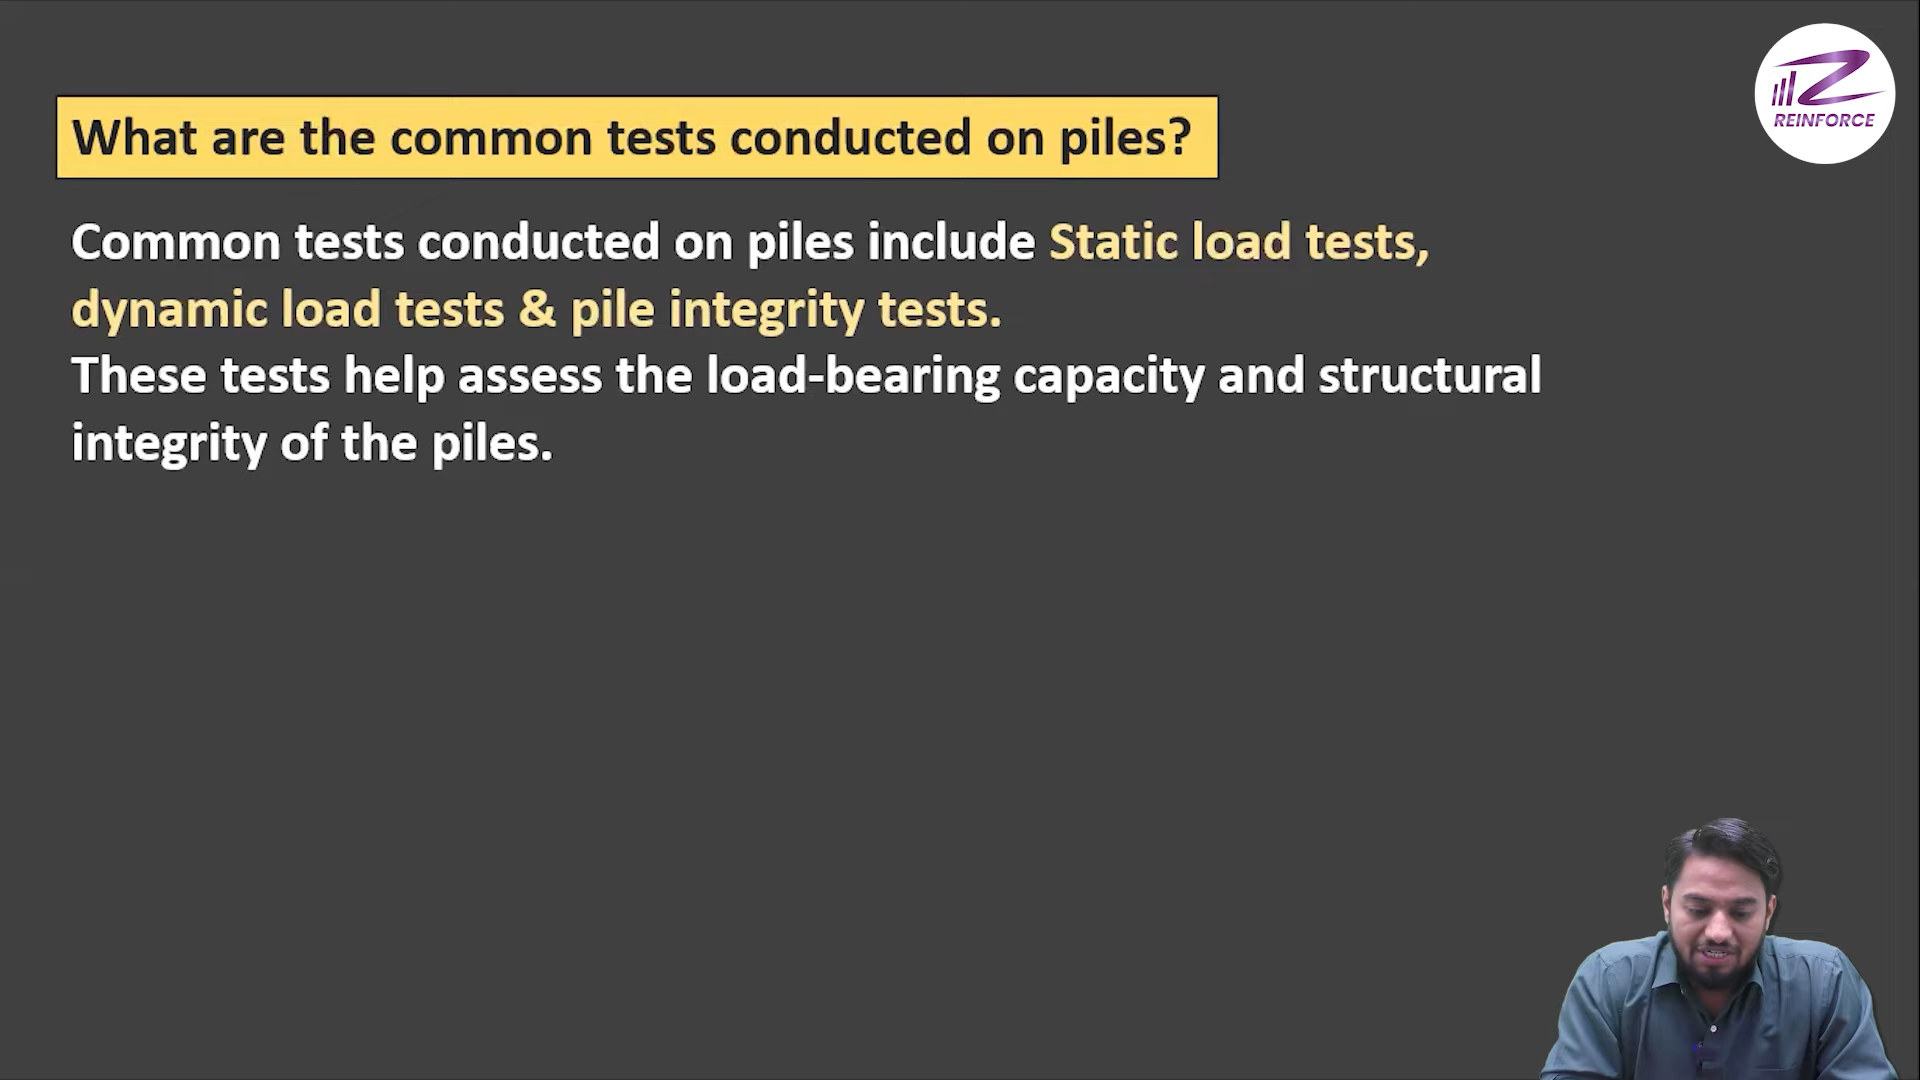 REINFORCE
What are the common tests conducted on piles?
Common tests conducted on piles include Static load tests,
dynamic load tests & pile integrity tests.
These tests help assess the load-bearing capacity and structural
integrity of the piles.